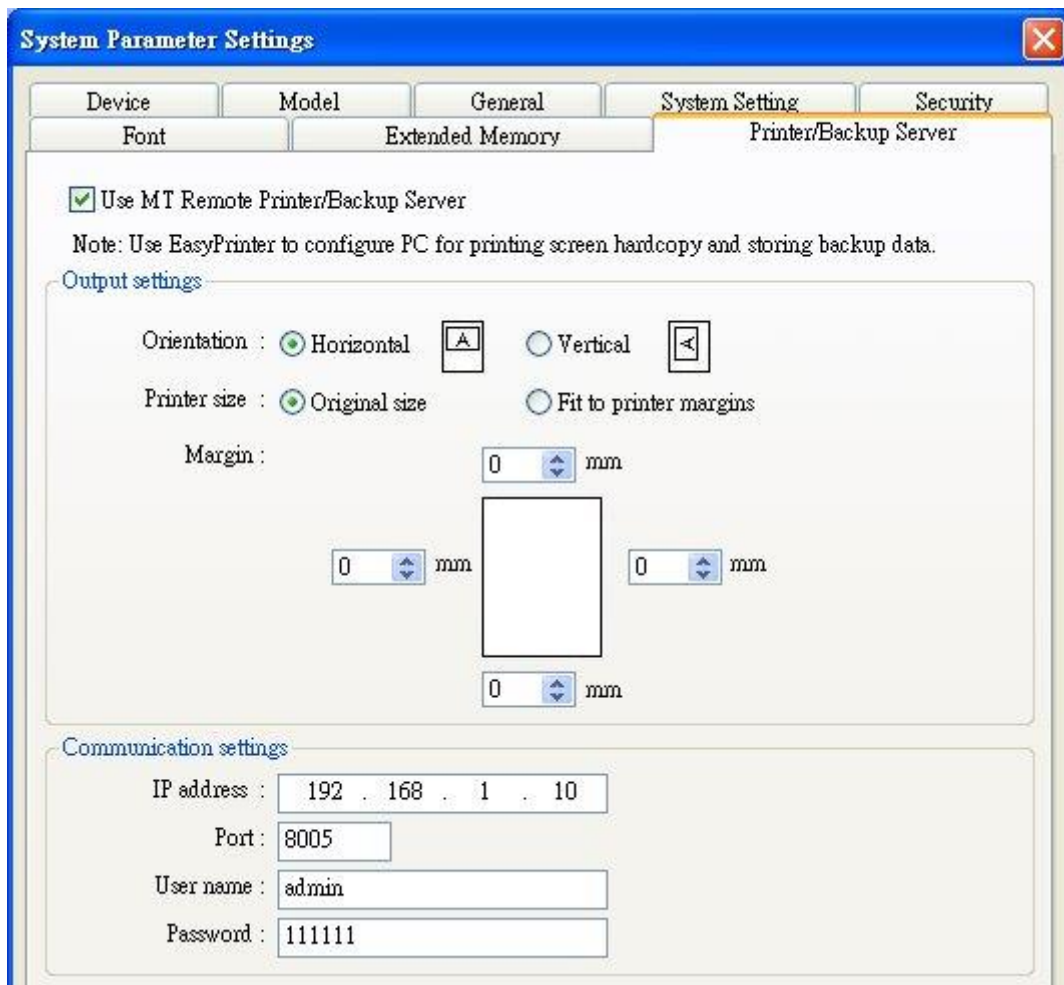 System Parameter Settings
Device Model General System Setting Security
Font Extended Memory Printer/Backup Server
Use MT Remote Printer/Backup Server
Note: Use EasyPrinter to configure PC for printing screen hardcopy and storing backup data.
Output settings
Orientation : Horizontal A Vertical A
Printer size : Original size Fit to printer margins
Margin :
0 mm
0 mm 0 mm
0 mm
Communication settings
IP address : 192 . 168 . 1 . 10
Port : 8005
User name : admin
Password : 111111